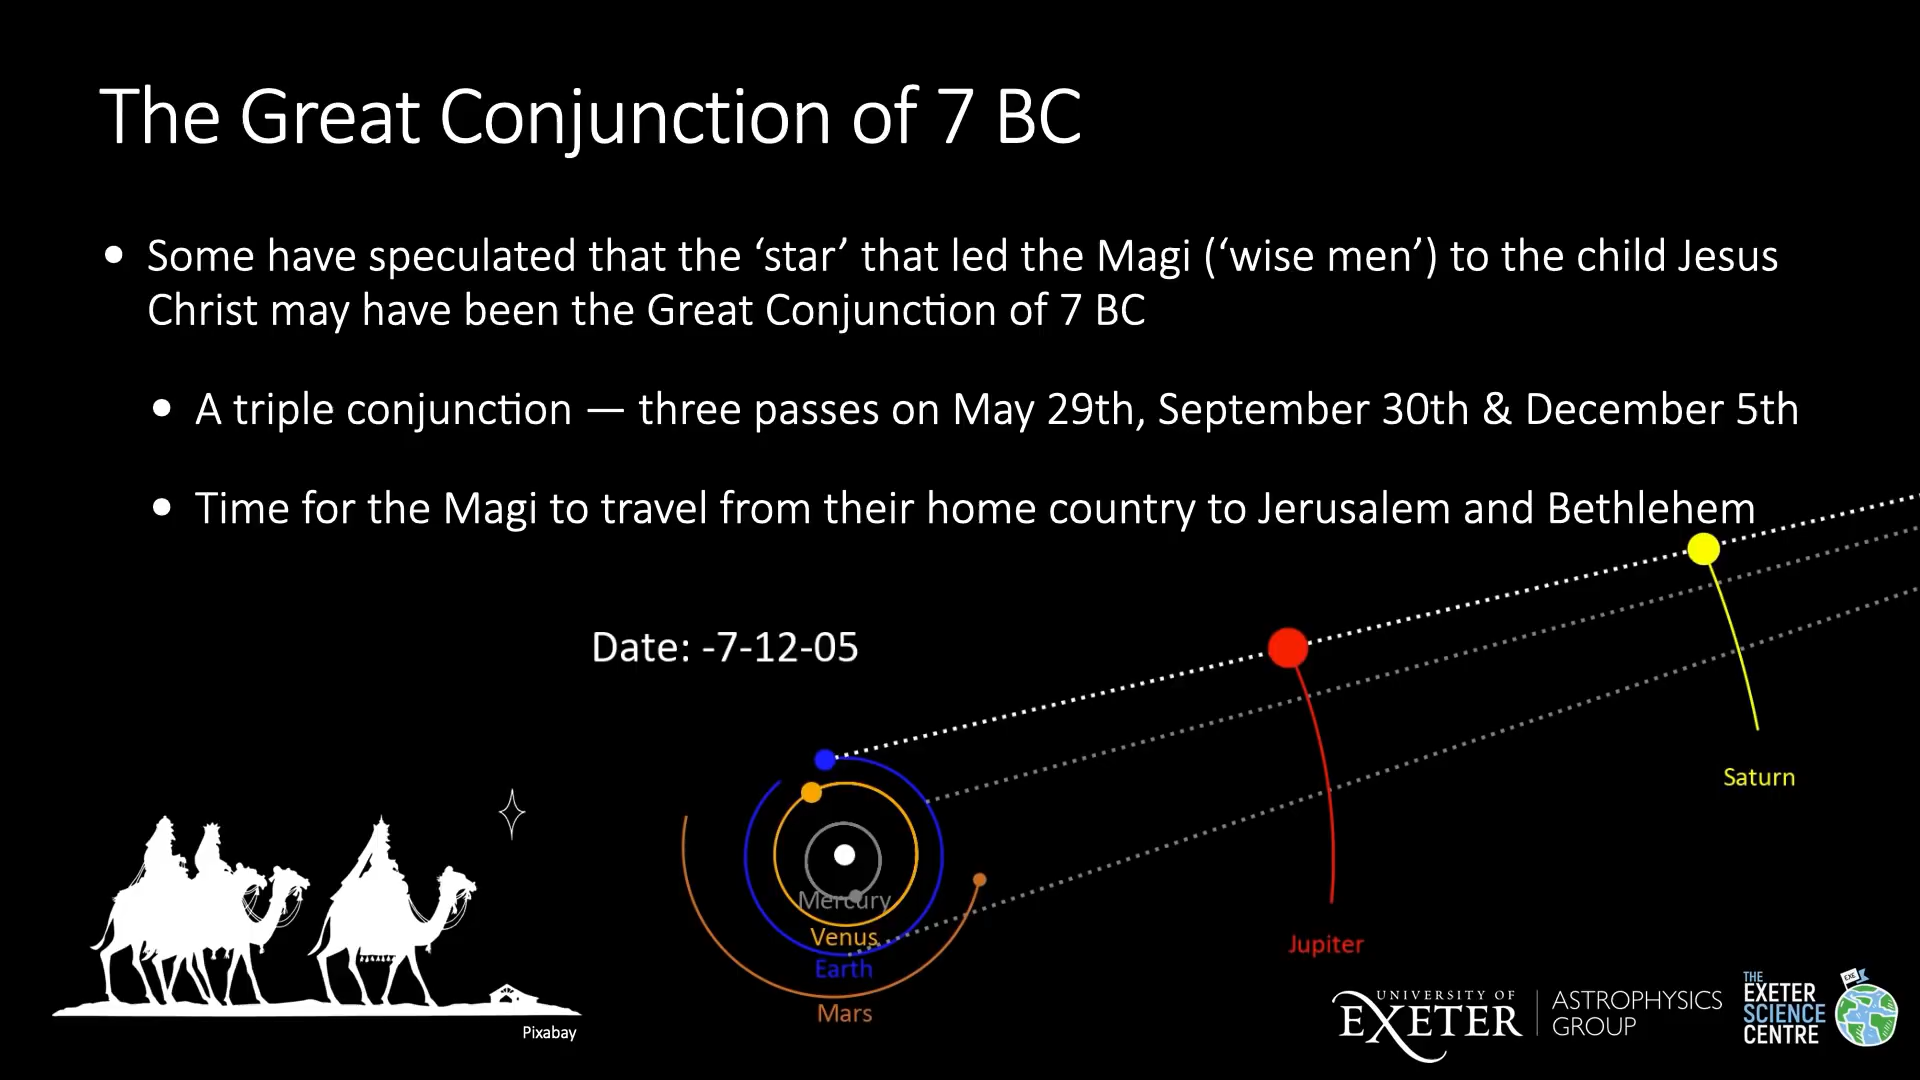 The Great Conjunction of 7 BC
Some have speculated that the ‘star’ that led the Magi (‘wise men’) to the child Jesus
Christ may have been the Great Conjunction of 7 BC
A triple conjunction — three passes on May 29th, September 30th & December 5th
Time for the Magi to travel from their home country to Jerusalem and Bethlehem
Date: -7-12-05
Saturn
Mercury
Venus
Jupiter
Earth
Mars
Pixabay
UNIVERSITY OF
EXETER
ASTROPHYSICS
GROUP
THE
EXETER
SCIENCE
CENTRE
EXE